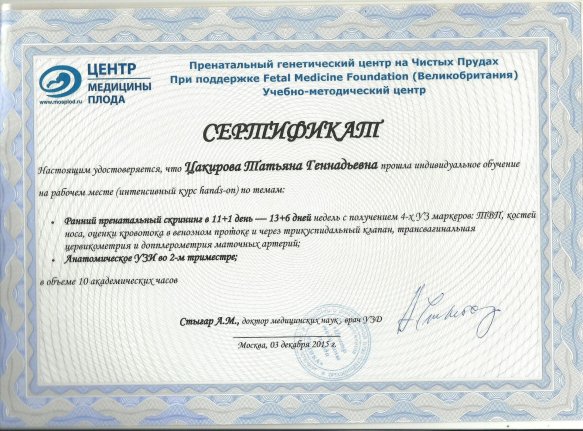 ЦЕНТР
МЕДИЦИНЫ
ПЛОДА
www.mosplod.ru
Пренатальный генетический центр на Чистых Прудах
При поддержке Fetal Medicine Foundation (Великобритания)
Учебно-методический центр
СЕРТИФИКАТ
Настоящим удостоверяется, что Цакирова Татьяна Геннадьевна прошла индивидуальное обучение
на рабочем месте (интенсивный курс hands-on) по темам:
• Ранний пренатальный скрининг в 11+1 день — 13+6 дней недель с получением 4-х УЗ маркеров: ТВП, костей
носа, оценки кровотока в венозном протоке и через трикуспидальный клапан, трансвагинальная
цервикометрия и допплерометрия маточных артерий;
• Анатомическое УЗИ во 2-м триместре;
в объеме 10 академических часов
Стыгар А.М., доктор медицинских наук, врач УЗД
Москва, 03 декабря 2015 г.